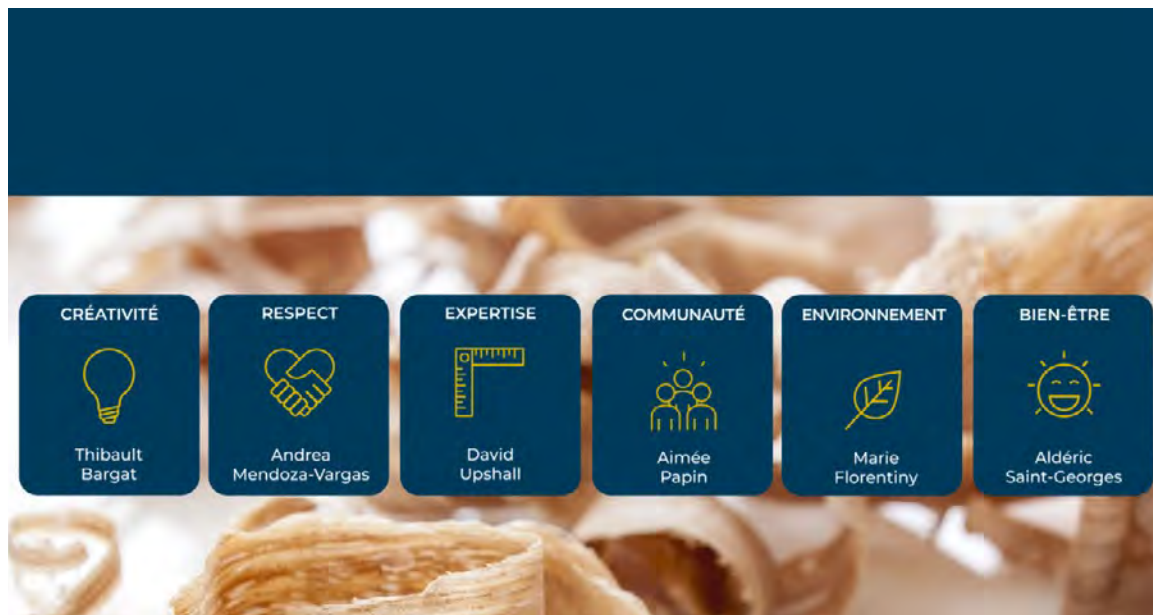 CRÉATIVITÉ
Thibault
Bargat
RESPECT
Andrea
Mendoza-Vargas
EXPERTISE
David
Upshall
COMMUNAUTÉ
Aimée
Papin
ENVIRONNEMENT
Marie
Florentiny
BIEN-ÊTRE
Aldéric
Saint-Georges